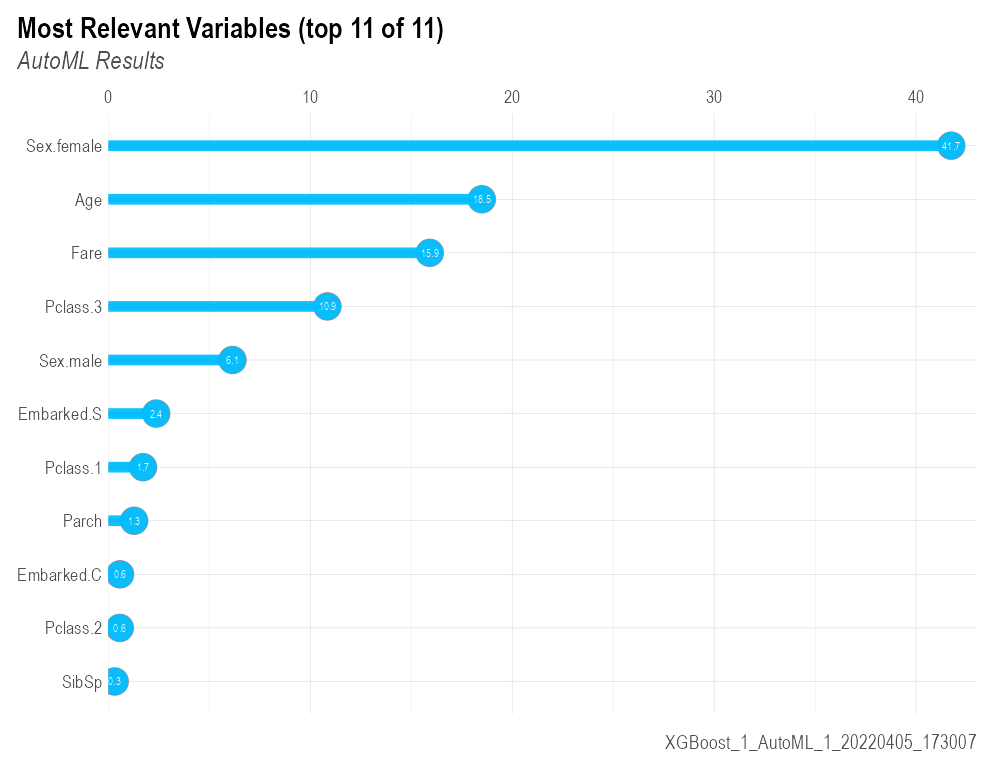 Most Relevant Variables (top 11 of 11)
AutoML Results
0 10 20 30 40
Sex.female 41.7
Age 18.5
Fare 15.9
Pclass.3 10.9
Sex.male 6.1
Embarked.S 2.4
Pclass.1 1.7
Parch 1.3
Embarked.C 0.6
Pclass.2 0.6
SibSp 0.3
XGBoost_1_AutoML_1_20220405_173007